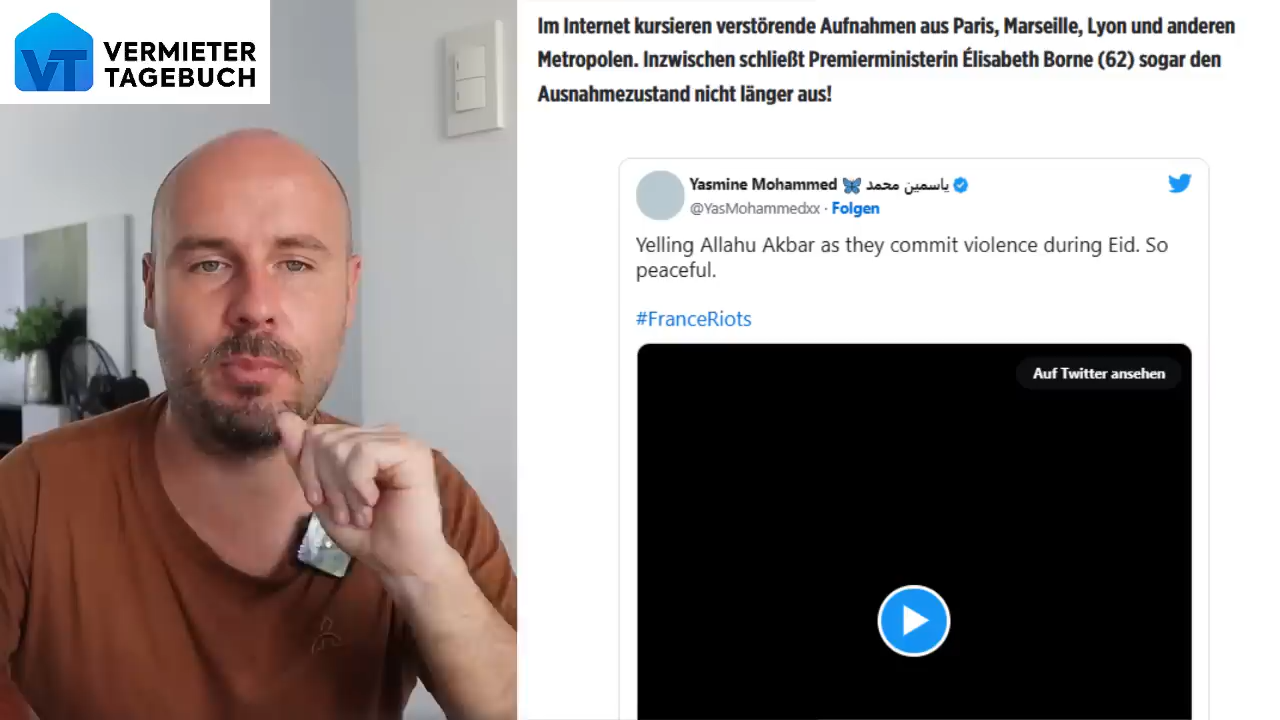 VT
VERMIETER
TAGEBUCH
Im Internet kursieren verstörende Aufnahmen aus Paris, Marseille, Lyon und anderen
Metropolen. Inzwischen schließt Premierministerin Élisabeth Borne (62) sogar den
Ausnahmezustand nicht länger aus!
Yasmine Mohammed 🦋 ياسمين محمد
@YasMohammedxx · Folgen
Yelling Allahu Akbar as they commit violence during Eid. So
peaceful.
#FranceRiots
Auf Twitter ansehen